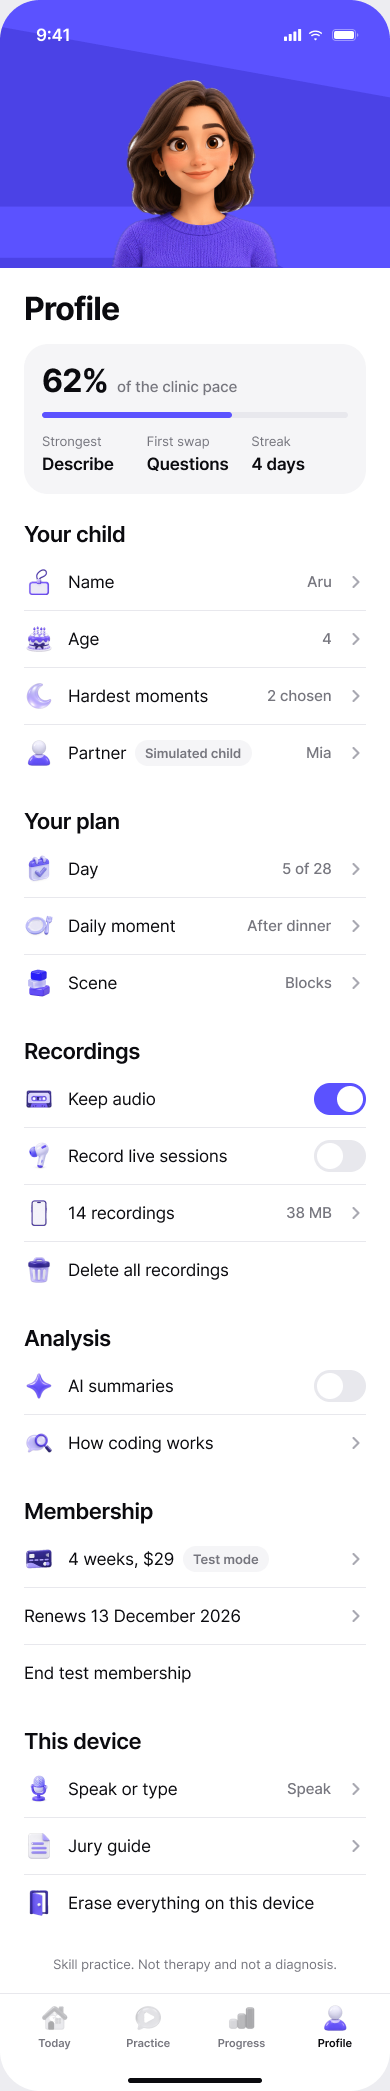 9:41
Profile
62% of the clinic pace
Strongest First swap Streak
Describe Questions 4 days
Your child
Name Aru
Age 4
Hardest moments 2 chosen
Partner Simulated child Mia
Your plan
Day 5 of 28
Daily moment After dinner
Scene Blocks
Recordings
Keep audio
Record live sessions
14 recordings 38 MB
Delete all recordings
Analysis
AI summaries
How coding works
Membership
4 weeks, $29 Test mode
Renews 13 December 2026
End test membership
This device
Speak or type Speak
Jury guide
Erase everything on this device
Skill practice. Not therapy and not a diagnosis.
Today Practice Progress Profile